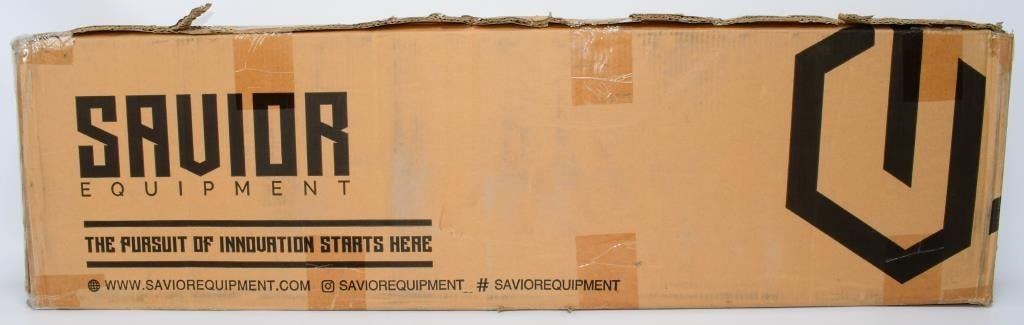 SAVIOR
EQUIPMENT
THE PURSUIT OF INNOVATION STARTS HERE
WWW.SAVIOREQUIPMENT.COM SAVIOREQUIPMENT_ # SAVIOREQUIPMENT